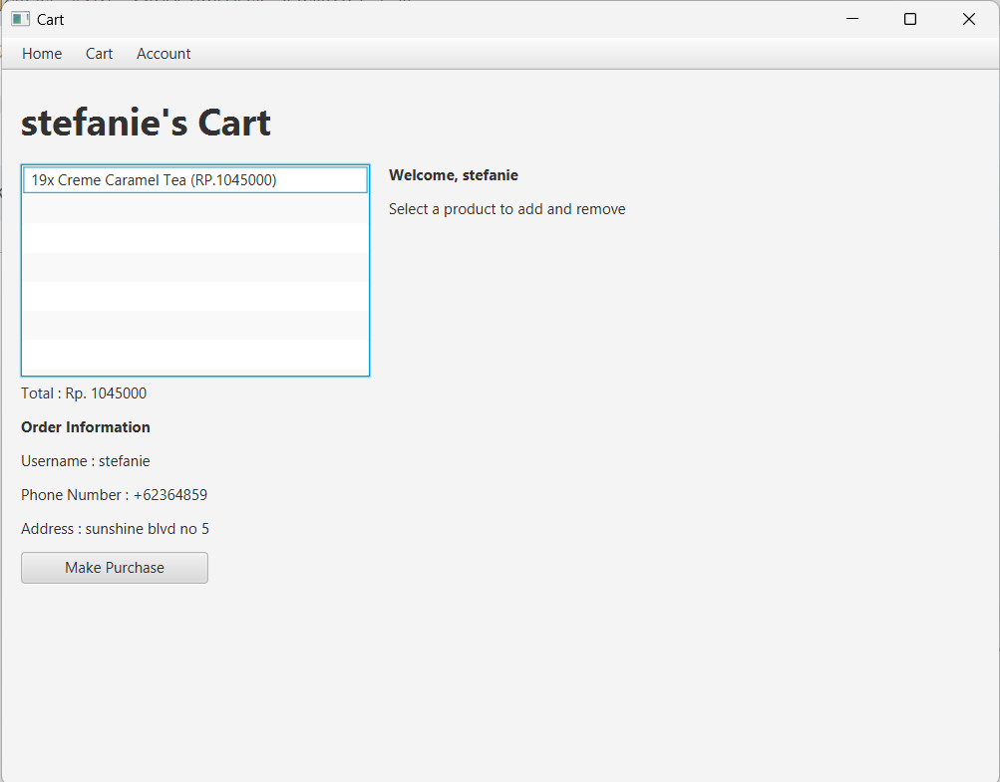 Cart
Home Cart Account
stefanie's Cart
19x Creme Caramel Tea (RP.1045000)
Welcome, stefanie
Select a product to add and remove
Total : Rp. 1045000
Order Information
Username : stefanie
Phone Number : +62364859
Address : sunshine blvd no 5
Make Purchase